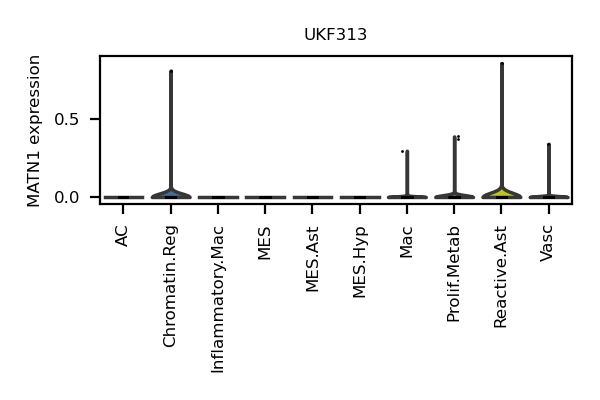 UKF313
MATN1 expression
0.5
0.0
AC
Chromatin.Reg
Inflammatory.Mac
MES
MES.Ast
MES.Hyp
Mac
Prolif.Metab
Reactive.Ast
Vasc